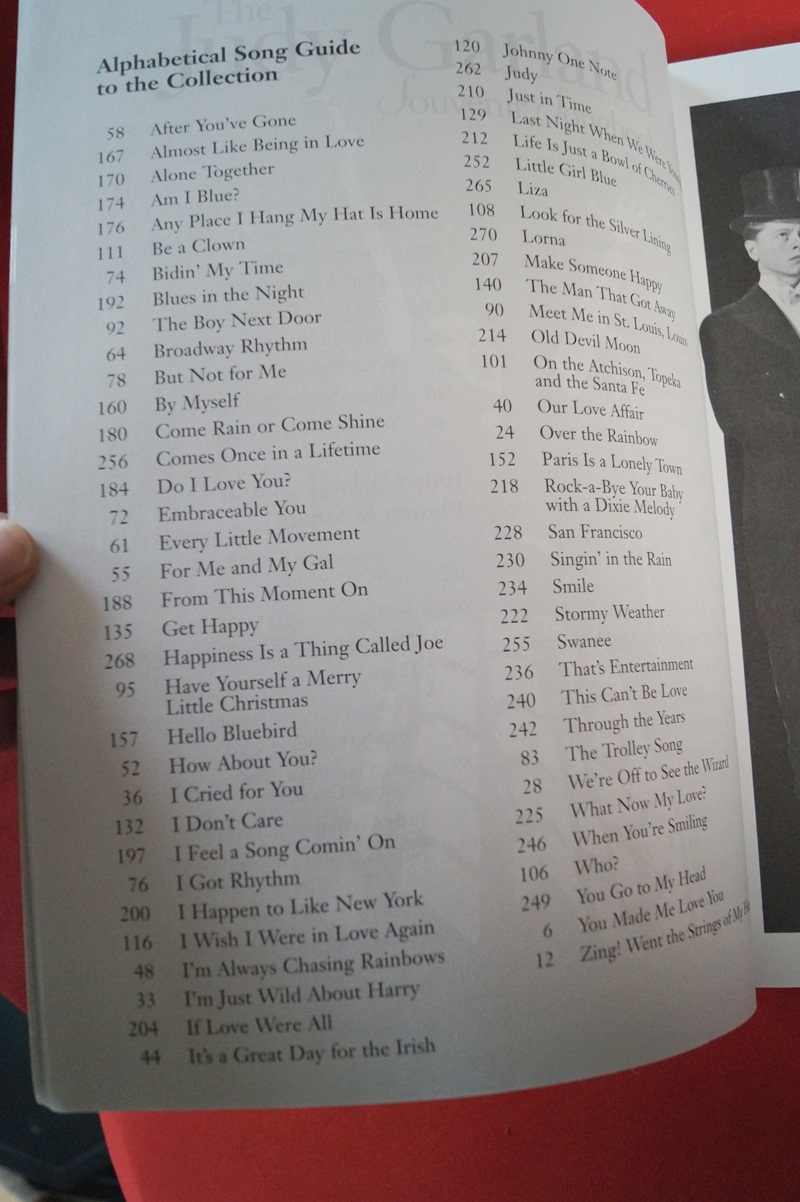 Alphabetical Song Guide
to the Collection
58 After You've Gone
167 Almost Like Being in Love
170 Alone Together
174 Am I Blue?
176 Any Place I Hang My Hat Is Home
111 Be a Clown
74 Bidin' My Time
192 Blues in the Night
92 The Boy Next Door
64 Broadway Rhythm
78 But Not for Me
160 By Myself
180 Come Rain or Come Shine
256 Comes Once in a Lifetime
184 Do I Love You?
72 Embraceable You
61 Every Little Movement
55 For Me and My Gal
188 From This Moment On
135 Get Happy
268 Happiness Is a Thing Called Joe
95 Have Yourself a Merry
Little Christmas
157 Hello Bluebird
52 How About You?
36 I Cried for You
132 I Don't Care
197 I Feel a Song Comin' On
76 I Got Rhythm
200 I Happen to Like New York
116 I Wish I Were in Love Again
48 I'm Always Chasing Rainbows
33 I'm Just Wild About Harry
204 If Love Were All
44 It's a Great Day for the Irish
120 Johnny One Note
262 Judy
210 Just in Time
129 Last Night When We Were Young
212 Life Is Just a Bowl of Cherries
252 Little Girl Blue
265 Liza
108 Look for the Silver Lining
270 Lorna
207 Make Someone Happy
140 The Man That Got Away
90 Meet Me in St. Louis, Louis
214 Old Devil Moon
101 On the Atchison, Topeka
and the Santa Fe
40 Our Love Affair
24 Over the Rainbow
152 Paris Is a Lonely Town
218 Rock-a-Bye Your Baby
with a Dixie Melody
228 San Francisco
230 Singin' in the Rain
234 Smile
222 Stormy Weather
255 Swanee
236 That's Entertainment
240 This Can't Be Love
242 Through the Years
83 The Trolley Song
28 We're Off to See the Wizard
225 What Now My Love?
246 When You're Smiling
106 Who?
249 You Go to My Head
6 You Made Me Love You
12 Zing! Went the Strings of My
The
Judy Garland
Souvenir